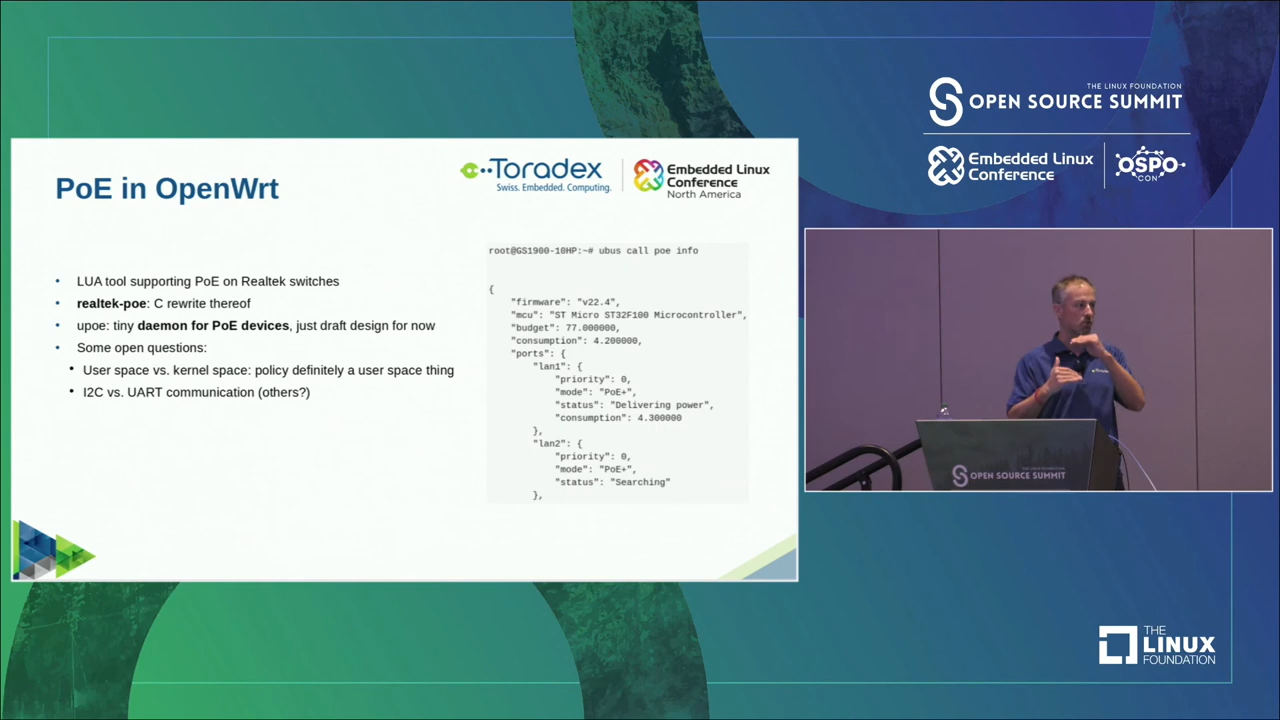 THE LINUX FOUNDATION
OPEN SOURCE SUMMIT
Embedded Linux
Conference
OSPO
CON
PoE in OpenWrt
Toradex
Swiss. Embedded. Computing.
Embedded Linux
Conference
North America
• LUA tool supporting PoE on Realtek switches
• realtek-poe: C rewrite thereof
• upoe: tiny daemon for PoE devices, just draft design for now
• Some open questions:
• User space vs. kernel space: policy definitely a user space thing
• I2C vs. UART communication (others?)
root@GS1900-10HP:~# ubus call poe info
{
"firmware": "v22.4",
"mcu": "ST Micro ST32F100 Microcontroller",
"budget": 77.000000,
"consumption": 4.200000,
"ports": {
"lan1": {
"priority": 0,
"mode": "PoE+",
"status": "Delivering power",
"consumption": 4.300000
},
"lan2": {
"priority": 0,
"mode": "PoE+",
"status": "Searching"
},
OPEN SOURCE SUMMIT
THE
LINUX
FOUNDATION